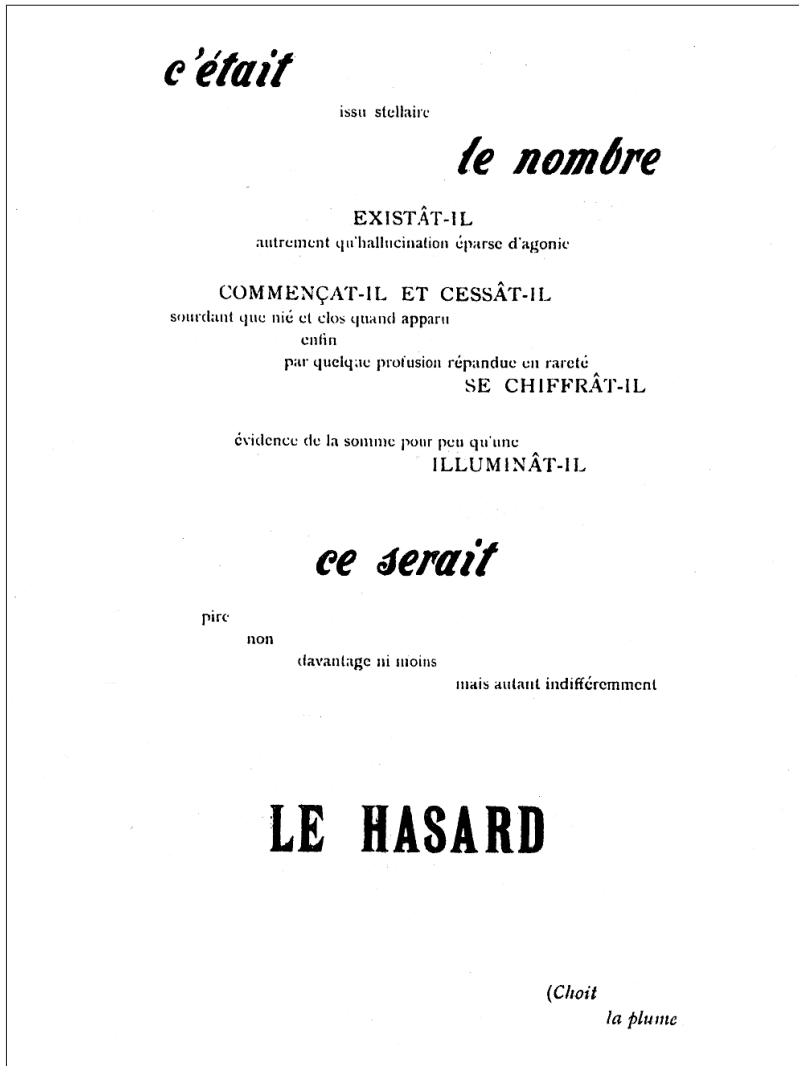 c'était
issu stellaire
le nombre
EXISTÂT-IL
autrement qu'hallucination éparse d'agonie
COMMENÇAT-IL ET CESSÂT-IL
sourdant que nié et clos quand apparu
enfin
par quelque profusion répandue en rareté
SE CHIFFRÂT-IL
évidence de la somme pour peu qu'une
ILLUMINÂT-IL
ce serait
pire
non
davantage ni moins
mais autant indifféremment
LE HASARD
(Choit
la plume